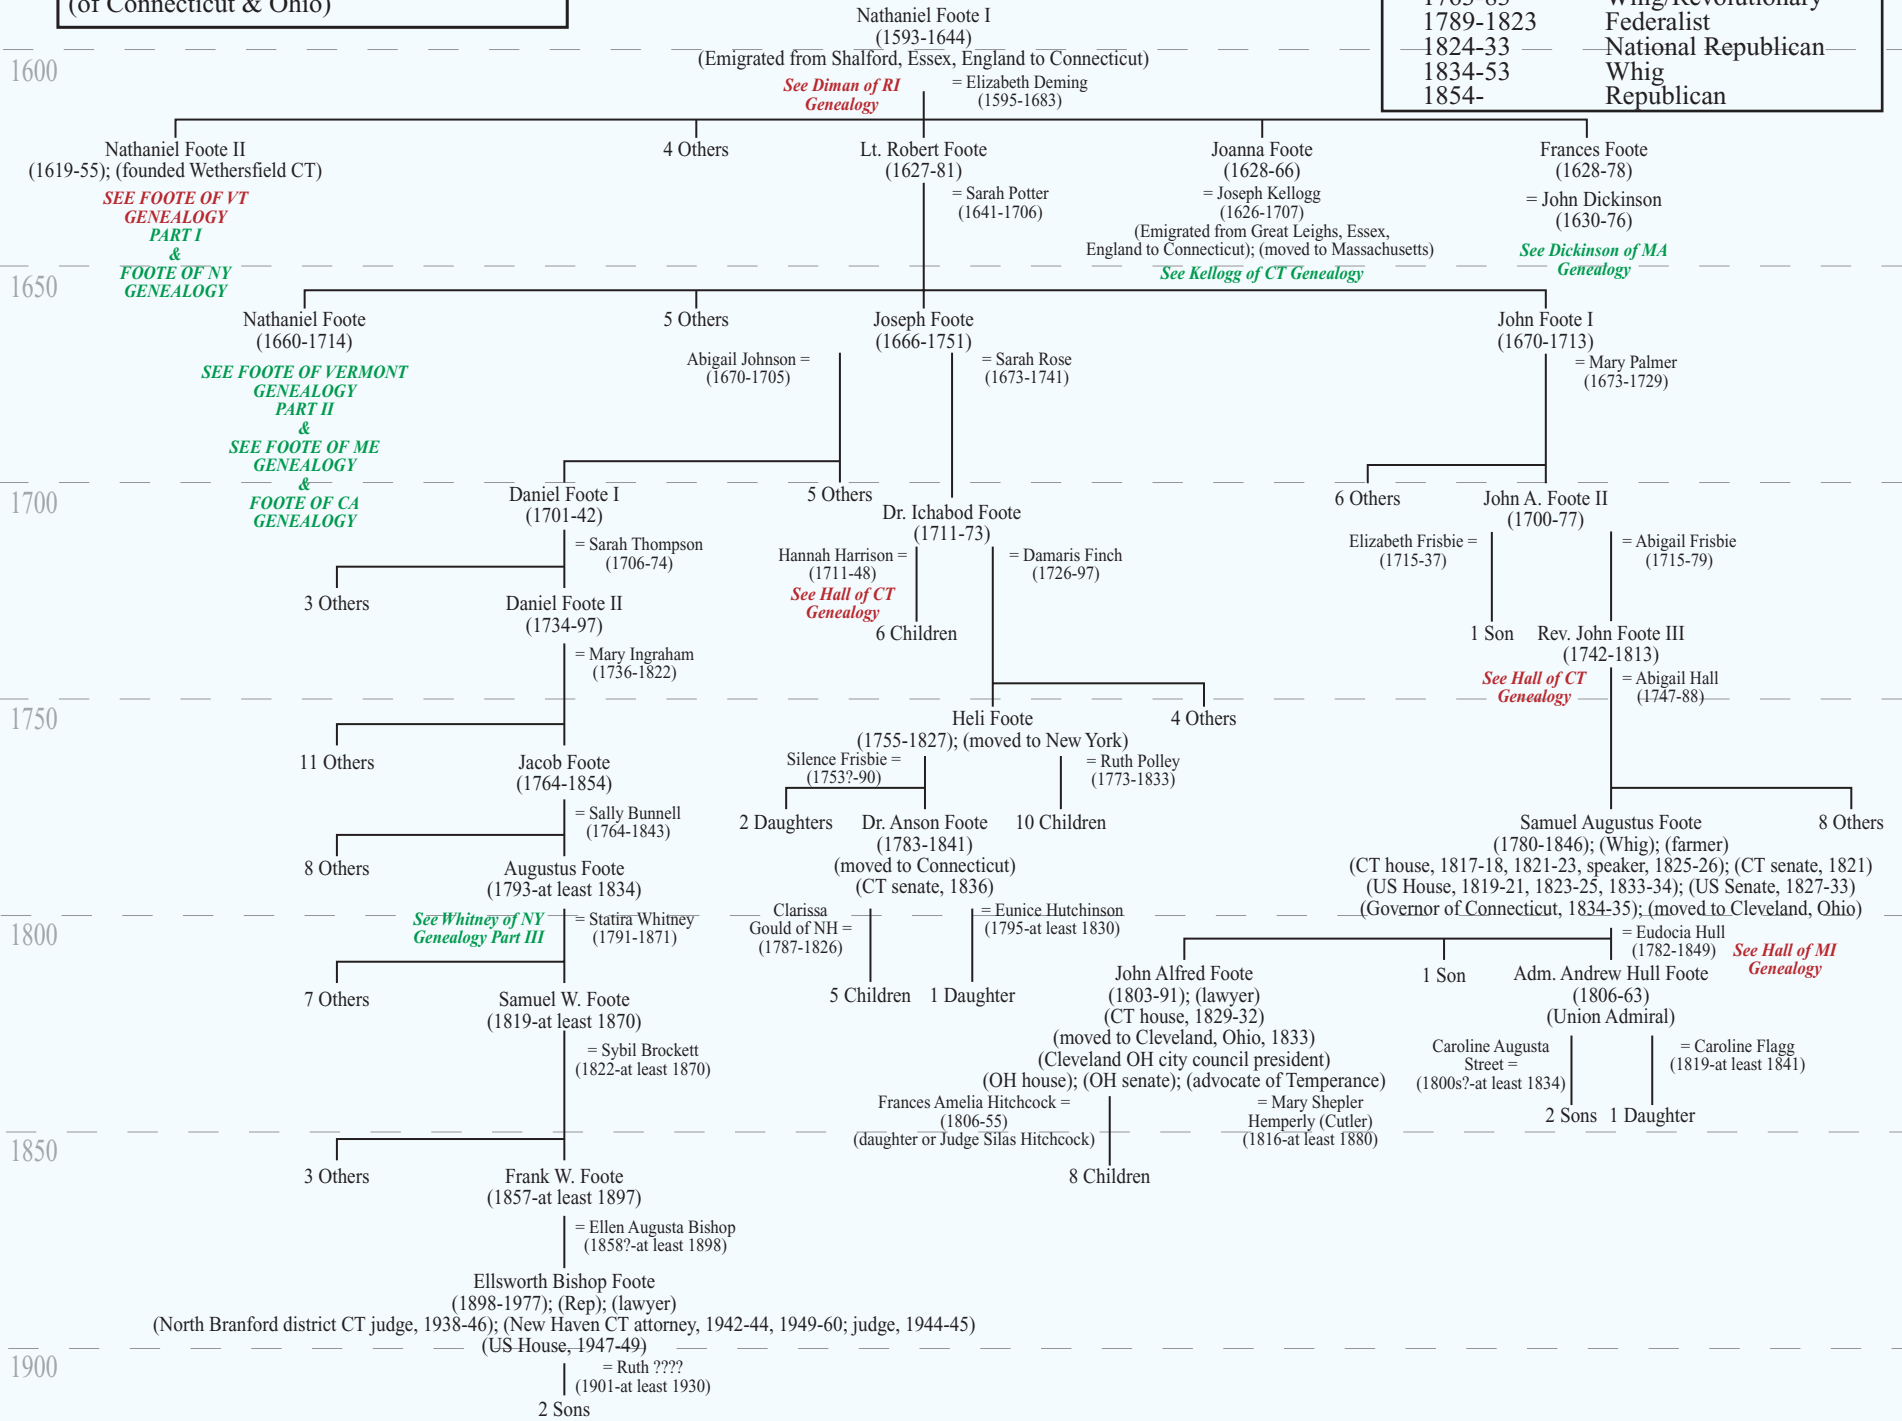 (of Connecticut & Ohio)
1765-83 Whig/Revolutionary
1789-1823 Federalist
1824-33 National Republican
1834-53 Whig
1854- Republican
Nathaniel Foote I
(1593-1644)
(Emigrated from Shalford, Essex, England to Connecticut)
1600
See Diman of RI
Genealogy
= Elizabeth Deming
(1595-1683)
Nathaniel Foote II
(1619-55); (founded Wethersfield CT)
SEE FOOTE OF VT
GENEALOGY
PART I
&
FOOTE OF NY
GENEALOGY
4 Others
Lt. Robert Foote
(1627-81)
= Sarah Potter
(1641-1706)
Joanna Foote
(1628-66)
= Joseph Kellogg
(1626-1707)
(Emigrated from Great Leighs, Essex,
England to Connecticut); (moved to Massachusetts)
See Kellogg of CT Genealogy
Frances Foote
(1628-78)
= John Dickinson
(1630-76)
See Dickinson of MA
Genealogy
1650
Nathaniel Foote
(1660-1714)
SEE FOOTE OF VERMONT
GENEALOGY
PART II
&
SEE FOOTE OF ME
GENEALOGY
&
FOOTE OF CA
GENEALOGY
5 Others
Joseph Foote
(1666-1751)
Abigail Johnson =
(1670-1705)
= Sarah Rose
(1673-1741)
John Foote I
(1670-1713)
= Mary Palmer
(1673-1729)
1700
Daniel Foote I
(1701-42)
= Sarah Thompson
(1706-74)
5 Others
Dr. Ichabod Foote
(1711-73)
Hannah Harrison =
(1711-48)
See Hall of CT
Genealogy
= Damaris Finch
(1726-97)
6 Children
6 Others
John A. Foote II
(1700-77)
Elizabeth Frisbie =
(1715-37)
= Abigail Frisbie
(1715-79)
3 Others
Daniel Foote II
(1734-97)
= Mary Ingraham
(1736-1822)
1 Son
Rev. John Foote III
(1742-1813)
See Hall of CT
Genealogy
= Abigail Hall
(1747-88)
1750
11 Others
Jacob Foote
(1764-1854)
= Sally Bunnell
(1764-1843)
Heli Foote
(1755-1827); (moved to New York)
4 Others
Silence Frisbie =
(1753?-90)
= Ruth Polley
(1773-1833)
2 Daughters
Dr. Anson Foote
(1783-1841)
(moved to Connecticut)
(CT senate, 1836)
10 Children
Samuel Augustus Foote
(1780-1846); (Whig); (farmer)
(CT house, 1817-18, 1821-23, speaker, 1825-26); (CT senate, 1821)
(US House, 1819-21, 1823-25, 1833-34); (US Senate, 1827-33)
(Governor of Connecticut, 1834-35); (moved to Cleveland, Ohio)
8 Others
8 Others
Augustus Foote
(1793-at least 1834)
1800
See Whitney of NY
Genealogy Part III
= Statira Whitney
(1791-1871)
Clarissa
Gould of NH =
(1787-1826)
= Eunice Hutchinson
(1795-at least 1830)
5 Children
1 Daughter
= Eudocia Hull
(1782-1849)
See Hall of MI
Genealogy
7 Others
Samuel W. Foote
(1819-at least 1870)
= Sybil Brockett
(1822-at least 1870)
John Alfred Foote
(1803-91); (lawyer)
(CT house, 1829-32)
(moved to Cleveland, Ohio, 1833)
(Cleveland OH city council president)
(OH house); (OH senate); (advocate of Temperance)
1 Son
Adm. Andrew Hull Foote
(1806-63)
(Union Admiral)
Frances Amelia Hitchcock =
(1806-55)
(daughter or Judge Silas Hitchcock)
= Mary Shepler
Hemperly (Cutler)
(1816-at least 1880)
Caroline Augusta
Street =
(1800s?-at least 1834)
= Caroline Flagg
(1819-at least 1841)
2 Sons
1 Daughter
1850
8 Children
3 Others
Frank W. Foote
(1857-at least 1897)
= Ellen Augusta Bishop
(1858?-at least 1898)
Ellsworth Bishop Foote
(1898-1977); (Rep); (lawyer)
(North Branford district CT judge, 1938-46); (New Haven CT attorney, 1942-44, 1949-60; judge, 1944-45)
(US House, 1947-49)
1900
= Ruth ????
(1901-at least 1930)
2 Sons